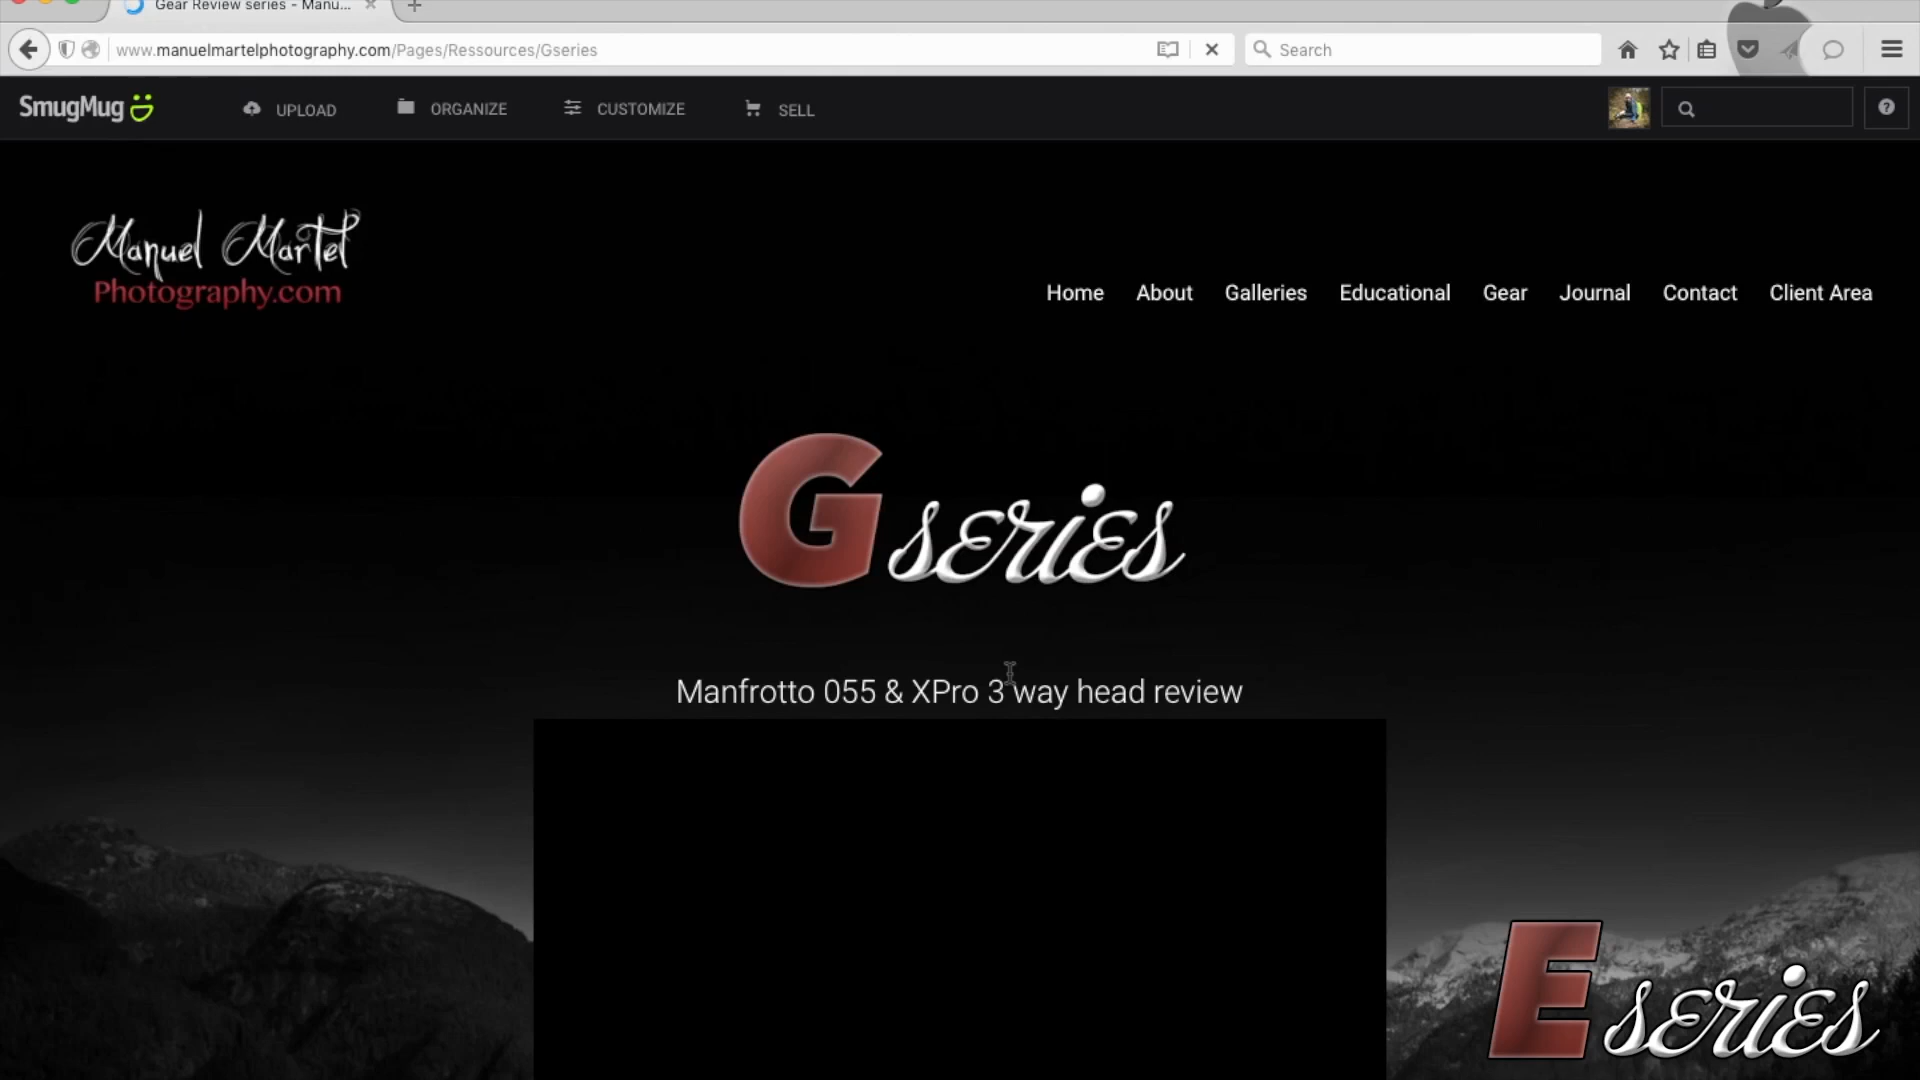 Gear Review series - Manu...
www.manuelmartelphotography.com/Pages/Ressources/Gseries
Search
SmugMug
UPLOAD
ORGANIZE
CUSTOMIZE
SELL
Manuel Martel
Photography.com
Home
About
Galleries
Educational
Gear
Journal
Contact
Client Area
G series
Manfrotto 055 & XPro 3 way head review
E series